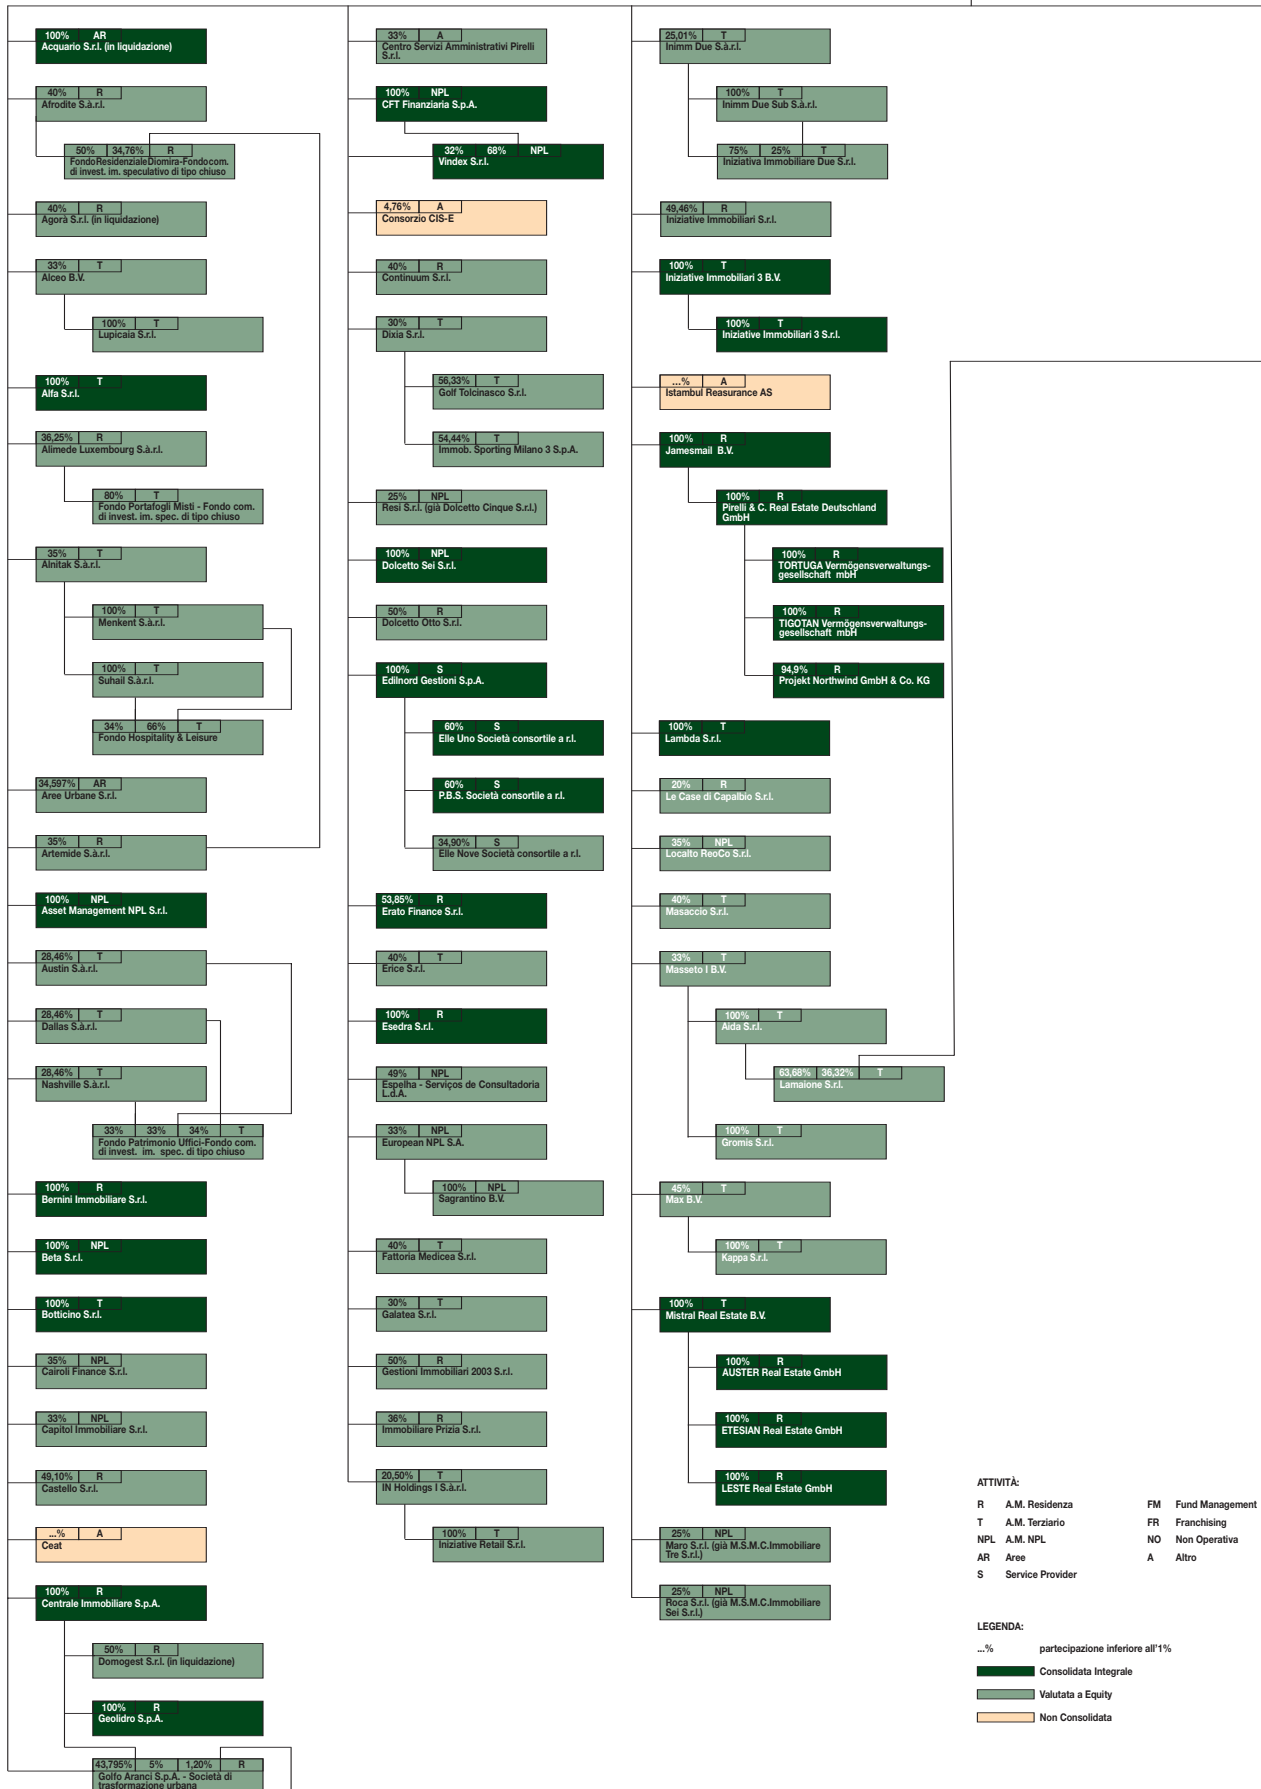 100% AR
Acquario S.r.l. (in liquidazione)
40% R
Afrodite S.à.r.l.
50% 34,76% R
FondoResidenzialeDiomira-Fondocom.
di invest. im. speculativo di tipo chiuso
40% R
Agorà S.r.l. (in liquidazione)
33% T
Alceo B.V.
100% T
Lupicaia S.r.l.
100% T
Alfa S.r.l.
36,25% R
Alimede Luxembourg S.à.r.l.
80% T
Fondo Portafogli Misti - Fondo com.
di invest. im. spec. di tipo chiuso
35% T
Alnitak S.à.r.l.
100% T
Menkent S.à.r.l.
100% T
Suhail S.à.r.l.
34% 66% T
Fondo Hospitality & Leisure
34,597% AR
Aree Urbane S.r.l.
35% R
Artemide S.à.r.l.
100% NPL
Asset Management NPL S.r.l.
28,46% T
Austin S.à.r.l.
28,46% T
Dallas S.à.r.l.
28,46% T
Nashville S.à.r.l.
33% 33% 34% T
Fondo Patrimonio Uffici-Fondo com.
di invest. im. spec. di tipo chiuso
100% R
Bernini Immobiliare S.r.l.
100% NPL
Beta S.r.l.
100% T
Botticino S.r.l.
35% NPL
Cairoli Finance S.r.l.
33% NPL
Capitol Immobiliare S.r.l.
49,10% R
Castello S.r.l.
...% A
Ceat
100% R
Centrale Immobiliare S.p.A.
50% R
Domogest S.r.l. (in liquidazione)
100% R
Geolidro S.p.A.
43,795% 5% 1,20% R
Golfo Aranci S.p.A. - Società di
trasformazione urbana
33% A
Centro Servizi Amministrativi Pirelli
S.r.l.
100% NPL
CFT Finanziaria S.p.A.
32% 68% NPL
Vindex S.r.l.
4,76% A
Consorzio CIS-E
40% R
Continuum S.r.l.
30% T
Dixia S.r.l.
56,33% T
Golf Tolcinasco S.r.l.
54,44% T
Immob. Sporting Milano 3 S.p.A.
25% NPL
Resi S.r.l. (già Dolcetto Cinque S.r.l.)
100% NPL
Dolcetto Sei S.r.l.
50% R
Dolcetto Otto S.r.l.
100% S
Edilnord Gestioni S.p.A.
60% S
Elle Uno Società consortile a r.l.
60% S
P.B.S. Società consortile a r.l.
34,90% S
Elle Nove Società consortile a r.l.
53,85% R
Erato Finance S.r.l.
40% T
Erice S.r.l.
100% R
Esedra S.r.l.
49% NPL
Espelha - Serviços de Consultadoria
L.d.A.
33% NPL
European NPL S.A.
100% NPL
Sagrantino B.V.
40% T
Fattoria Medicea S.r.l.
30% T
Galatea S.r.l.
50% R
Gestioni Immobiliari 2003 S.r.l.
36% R
Immobiliare Prizia S.r.l.
20,50% T
IN Holdings I S.à.r.l.
100% T
Iniziative Retail S.r.l.
25,01% T
Inimm Due S.à.r.l.
100% T
Inimm Due Sub S.à.r.l.
75% 25% T
Iniziativa Immobiliare Due S.r.l.
49,46% R
Iniziative Immobiliari S.r.l.
100% T
Iniziative Immobiliari 3 B.V.
100% T
Iniziative Immobiliari 3 S.r.l.
...% A
Istambul Reasurance AS
100% R
Jamesmail B.V.
100% R
Pirelli & C. Real Estate Deutschland
GmbH
100% R
TORTUGA Vermögensverwaltungs-
gesellschaft mbH
100% R
TIGOTAN Vermögensverwaltungs-
gesellschaft mbH
94,9% R
Projekt Northwind GmbH & Co. KG
100% T
Lambda S.r.l.
20% R
Le Case di Capalbio S.r.l.
35% NPL
Localto ReoCo S.r.l.
40% T
Masaccio S.r.l.
33% T
Masseto I B.V.
100% T
Aida S.r.l.
63,68% 36,32% T
Lamaione S.r.l.
100% T
Gromis S.r.l.
45% T
Max B.V.
100% T
Kappa S.r.l.
100% T
Mistral Real Estate B.V.
100% R
AUSTER Real Estate GmbH
100% R
ETESIAN Real Estate GmbH
100% R
LESTE Real Estate GmbH
25% NPL
Maro S.r.l. (già M.S.M.C.Immobiliare
Tre S.r.l.)
25% NPL
Roca S.r.l. (già M.S.M.C.Immobiliare
Sei S.r.l.)
ATTIVITÀ:
R A.M. Residenza FM Fund Management
T A.M. Terziario FR Franchising
NPL A.M. NPL NO Non Operativa
AR Aree A Altro
S Service Provider
LEGENDA:
...% partecipazione inferiore all'1%
Consolidata Integrale
Valutata a Equity
Non Consolidata